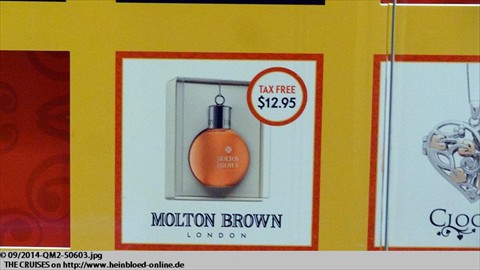 TAX FREE
$12.95
MOLTON
BROWN
MOLTON BROWN
LONDON
CLOG
© 09/2014-QM2-50603.jpg
THE CRUISES on http://www.heinbloed-online.de